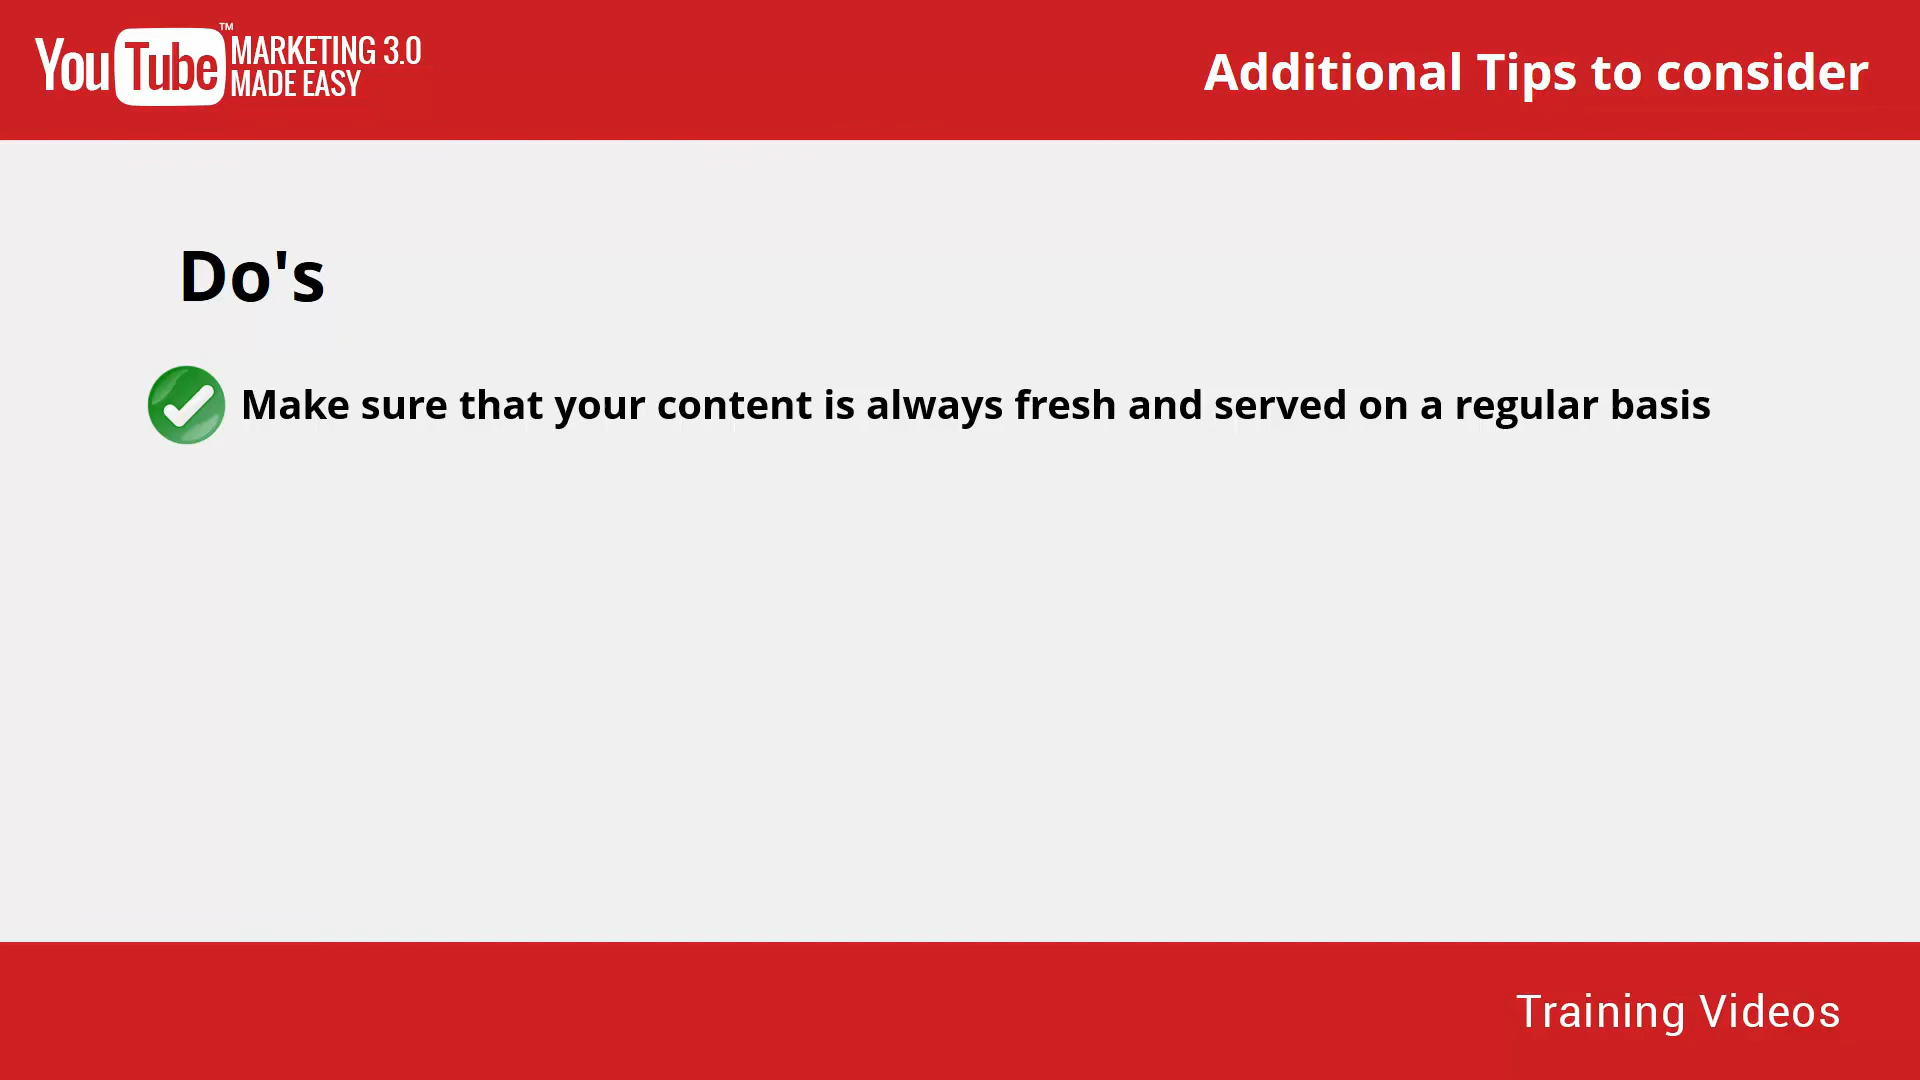 YouTube™ MARKETING 3.0
MADE EASY
Additional Tips to consider
Do's
Make sure that your content is always fresh and served on a regular basis
Training Videos